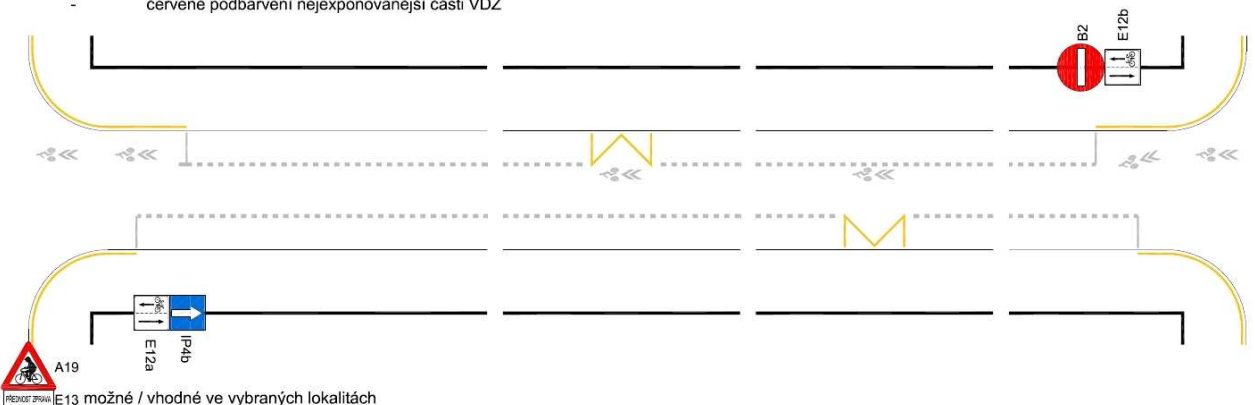 - červené podbarvení nejexponovanější části VDZ
B2
E12b
E12a
IP4b
A19
PŘEDNOST ZPRAVA
E13 možné / vhodné ve vybraných lokalitách